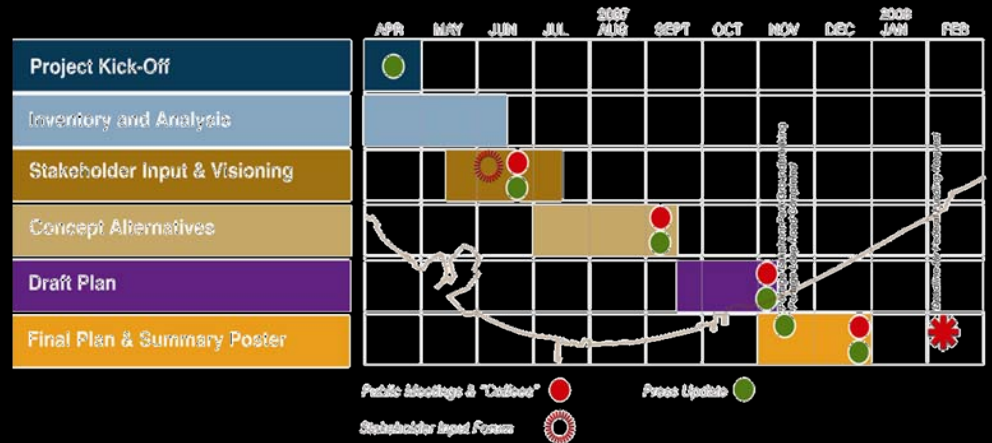 2007
2008
APR MAY JUN JUL AUG SEPT OCT NOV DEC JAN FEB
Project Kick-Off
Inventory and Analysis
Stakeholder Input & Visioning
Concept Alternatives
Draft Plan
Final Plan & Summary Poster
Public Meetings &
Press Update
Stakeholder Input Forum